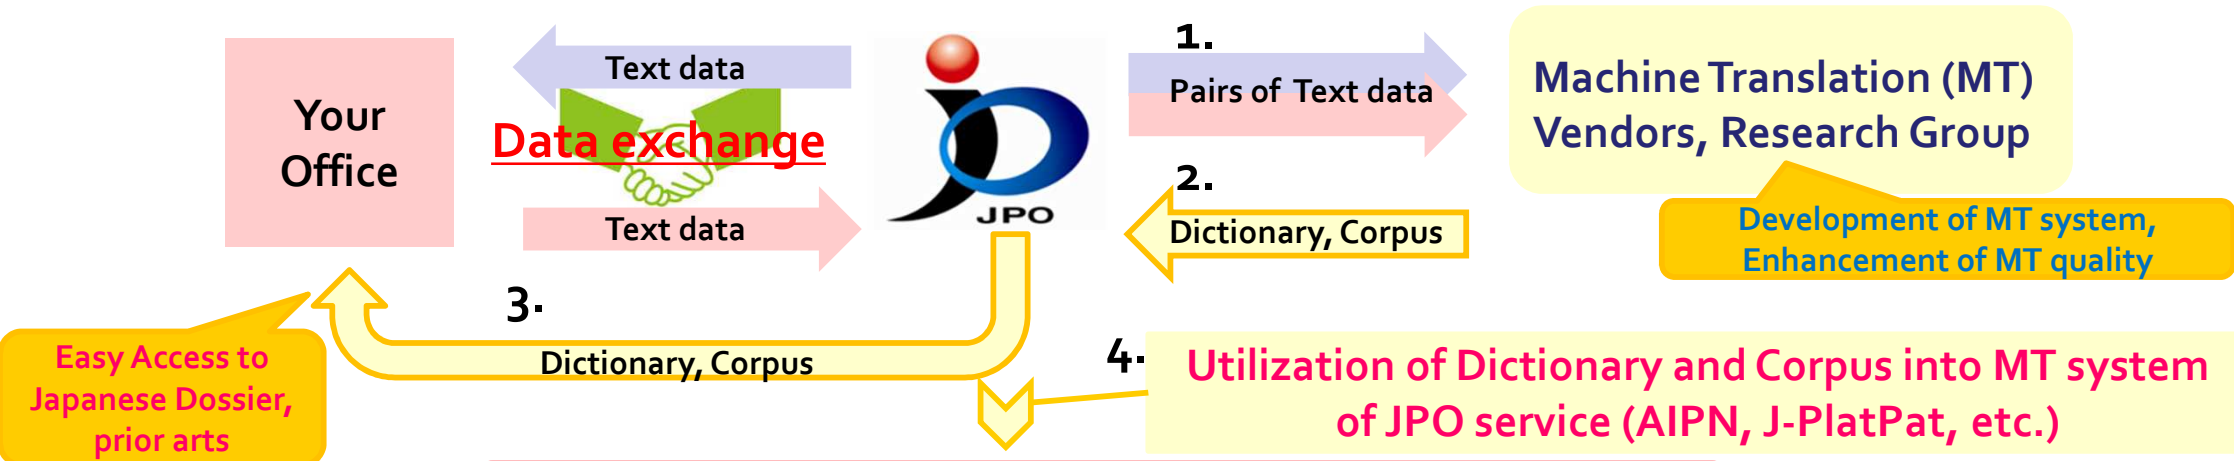 Your
Office
Text data
Data exchange
Text data
JPO
1.
Pairs of Text data
2.
Dictionary, Corpus
Machine Translation (MT)
Vendors, Research Group
Development of MT system,
Enhancement of MT quality
3.
Dictionary, Corpus
Easy Access to
Japanese Dossier,
prior arts
4.
Utilization of Dictionary and Corpus into MT system
of JPO service (AIPN, J-PlatPat, etc.)